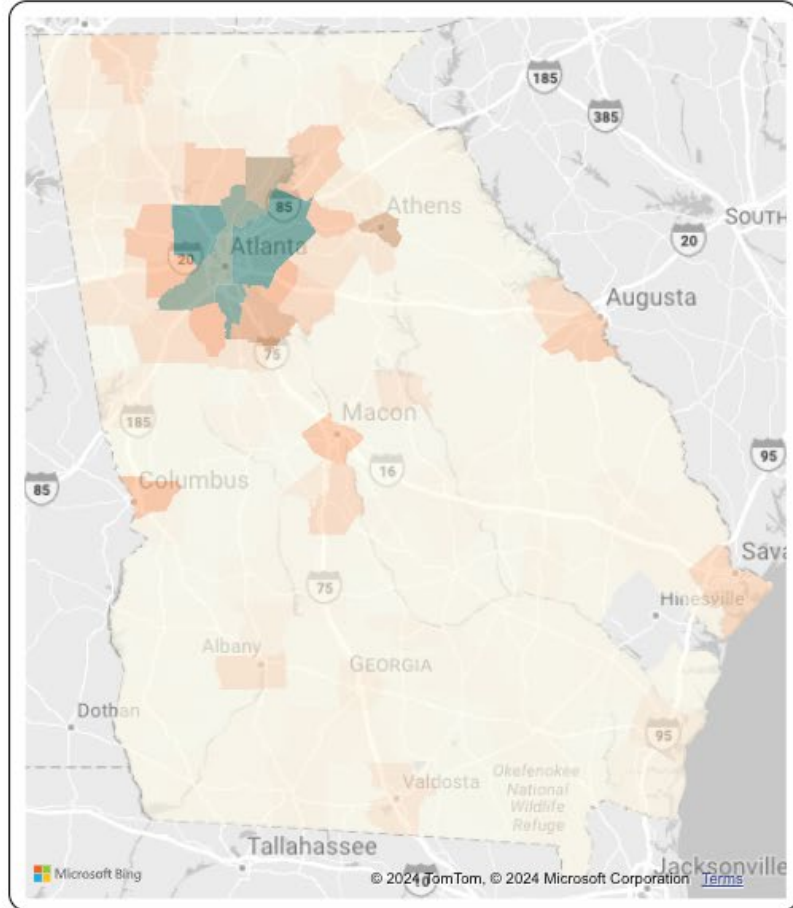 185
385
85
Athens
SOUTH
20
20
Atlanta
Augusta
75
185
Macon
16
95
Columbus
85
Sava
75
Hinesville
Albany
GEORGIA
Dothan
95
Valdosta
Okefenokee
National
Wildlife
Refuge
Tallahassee
Jacksonville
10
Microsoft Bing
© 2024 TomTom, © 2024 Microsoft Corporation Terms